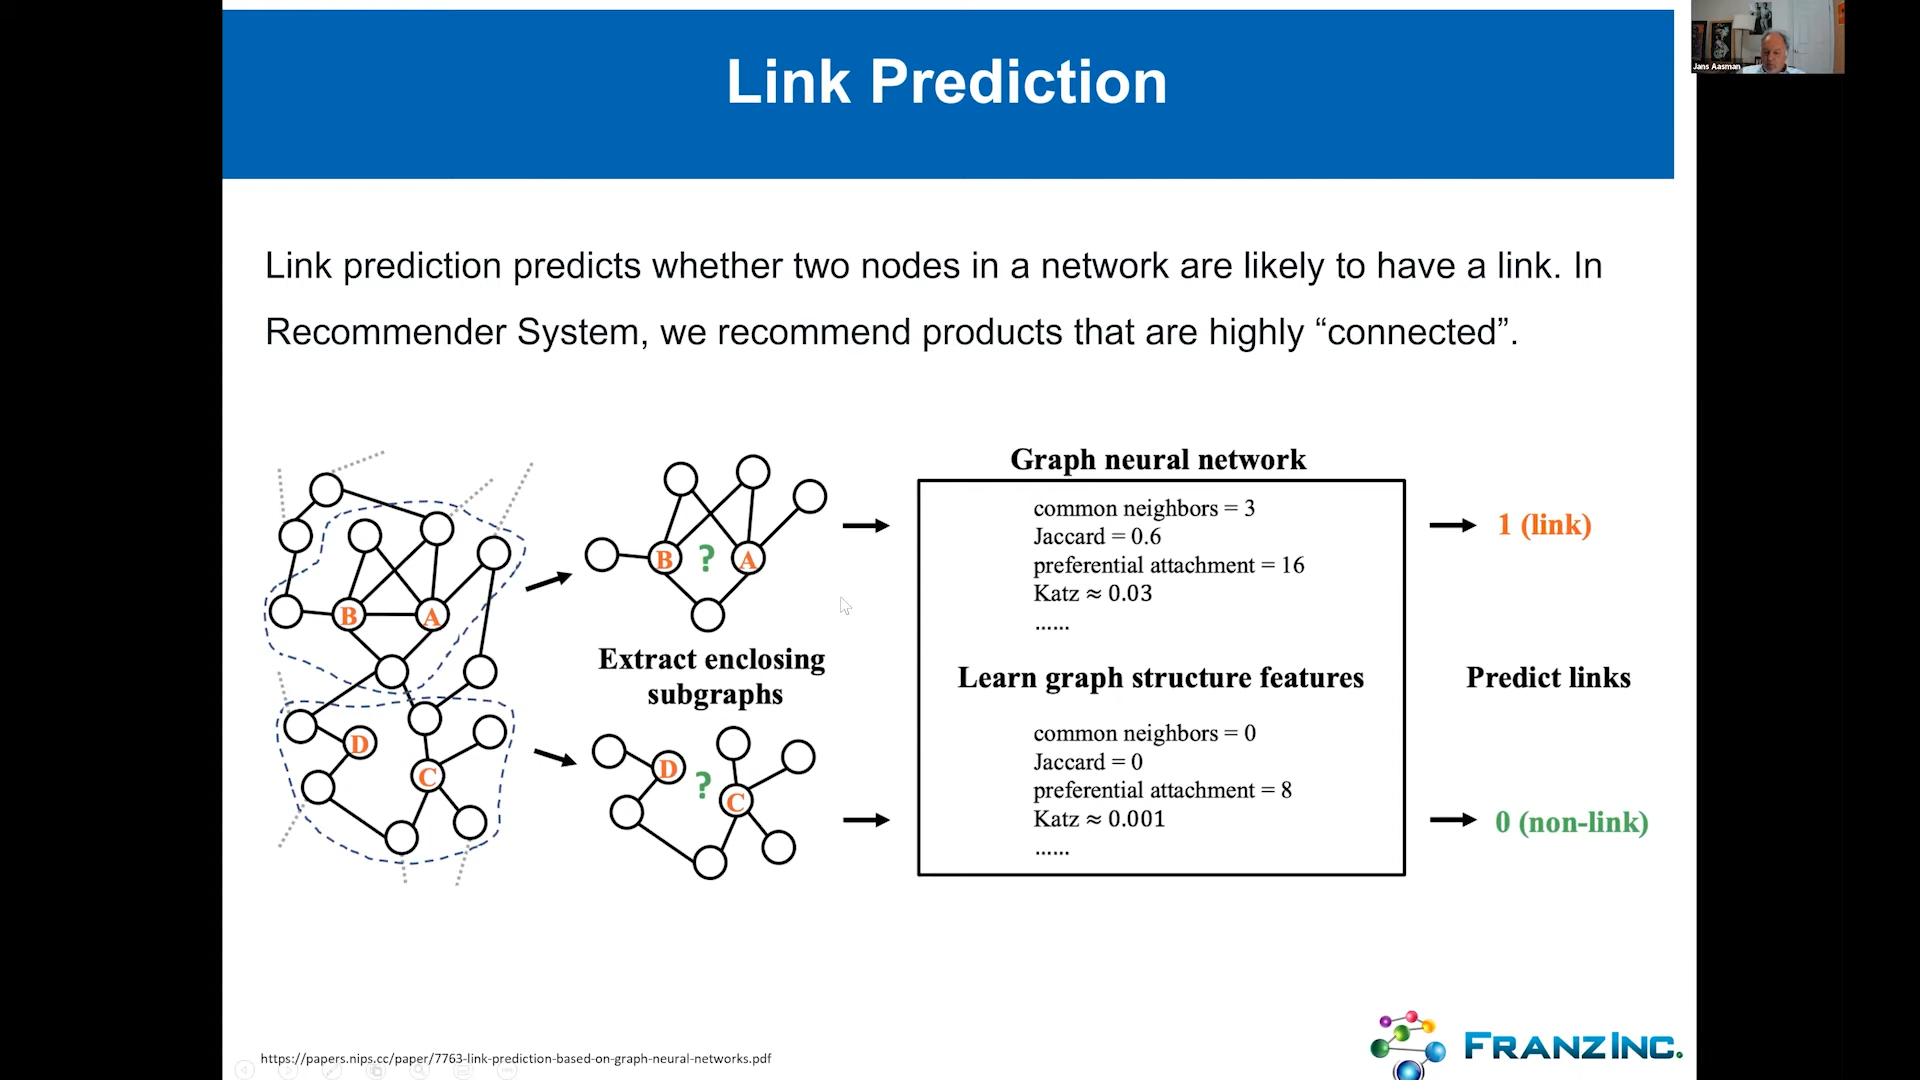 Link Prediction
Jans Aasman
Link prediction predicts whether two nodes in a network are likely to have a link. In
Recommender System, we recommend products that are highly “connected”.
B
A
D
C
B
?
A
Extract enclosing
subgraphs
D
?
C
Graph neural network
common neighbors = 3
Jaccard = 0.6
preferential attachment = 16
Katz ≈ 0.03
......
Learn graph structure features
common neighbors = 0
Jaccard = 0
preferential attachment = 8
Katz ≈ 0.001
......
1 (link)
Predict links
0 (non-link)
https://papers.nips.cc/paper/7763-link-prediction-based-on-graph-neural-networks.pdf
FRANZ INC.